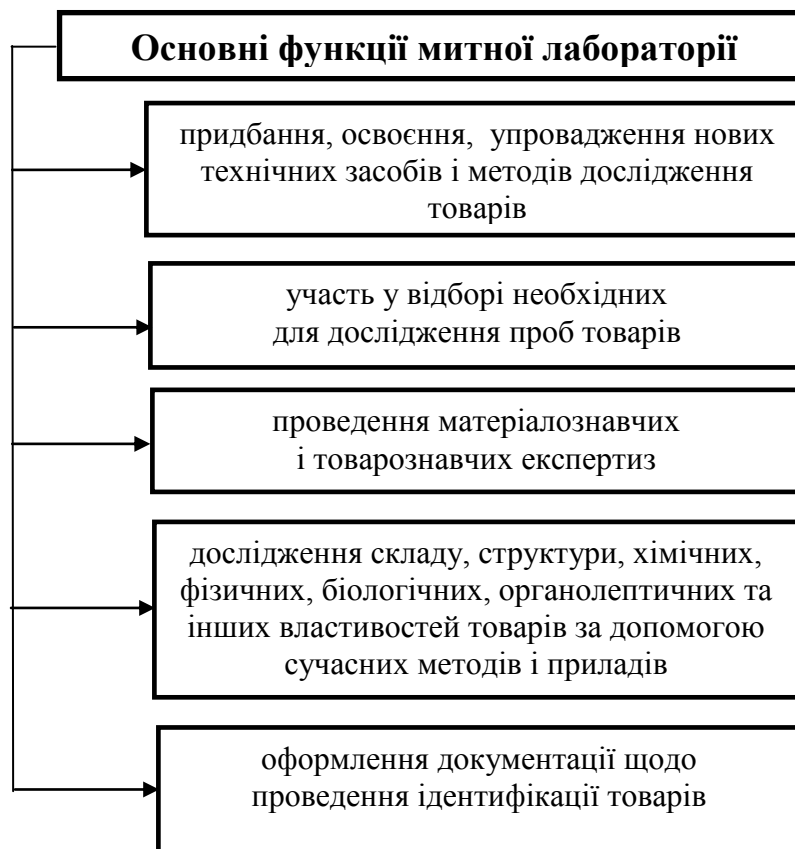 Основні функції митної лабораторії
придбання, освоєння, упровадження нових
технічних засобів і методів дослідження
товарів
участь у відборі необхідних
для дослідження проб товарів
проведення матеріалознавчих
і товарознавчих експертиз
дослідження складу, структури, хімічних,
фізичних, біологічних, органолептичних та
інших властивостей товарів за допомогою
сучасних методів і приладів
оформлення документації щодо
проведення ідентифікації товарів